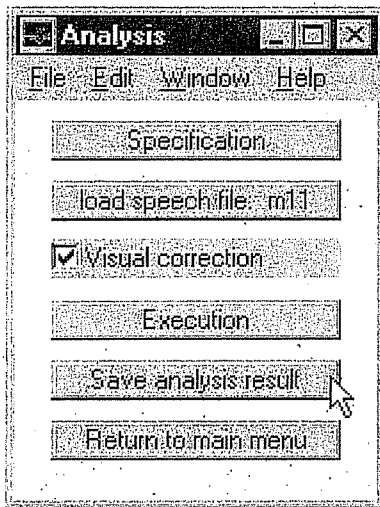 Analysis
File Edit Window Help
Specification
load speech file: m11
Visual correction
Execution
Save analysis result
Return to main menu